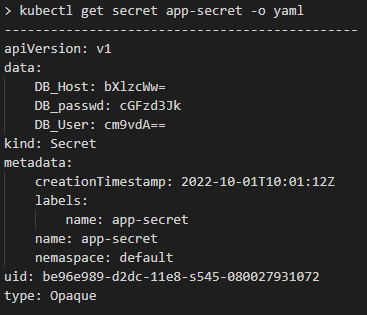 > kubectl get secret app-secret -o yaml
----------------------------------------------
apiVersion: v1
data:
    DB_Host: bXlzcWw=
    DB_passwd: cGFzd3Jk
    DB_User: cm9vdA==
kind: Secret
metadata:
    creationTimestamp: 2022-10-01T10:01:12Z
    labels:
        name: app-secret
    name: app-secret
    nemaspace: default
uid: be96e989-d2dc-11e8-s545-080027931072
type: Opaque